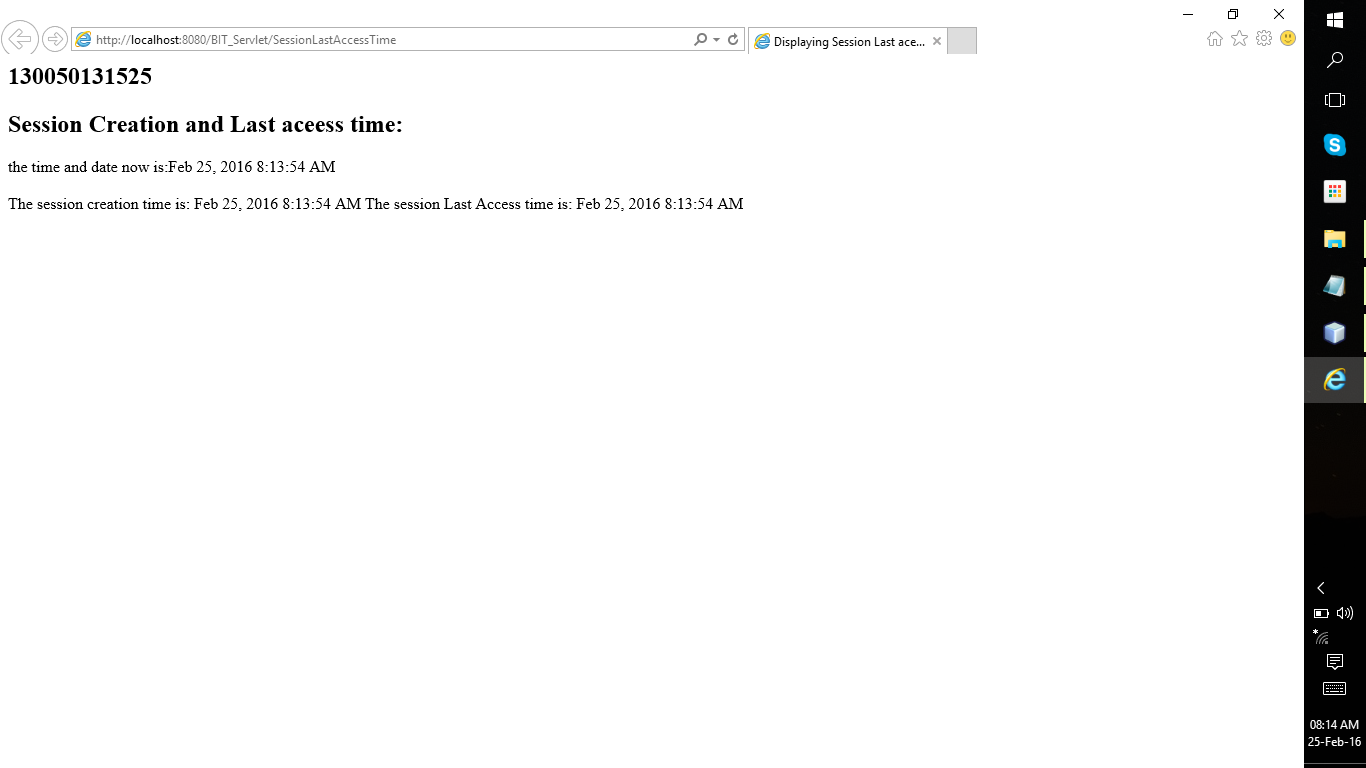 http://localhost:8080/BIT_Servlet/SessionLastAccessTime
Displaying Session Last ace...
130050131525
Session Creation and Last aceess time:
the time and date now is:Feb 25, 2016 8:13:54 AM
The session creation time is: Feb 25, 2016 8:13:54 AM The session Last Access time is: Feb 25, 2016 8:13:54 AM
08:14 AM
25-Feb-16